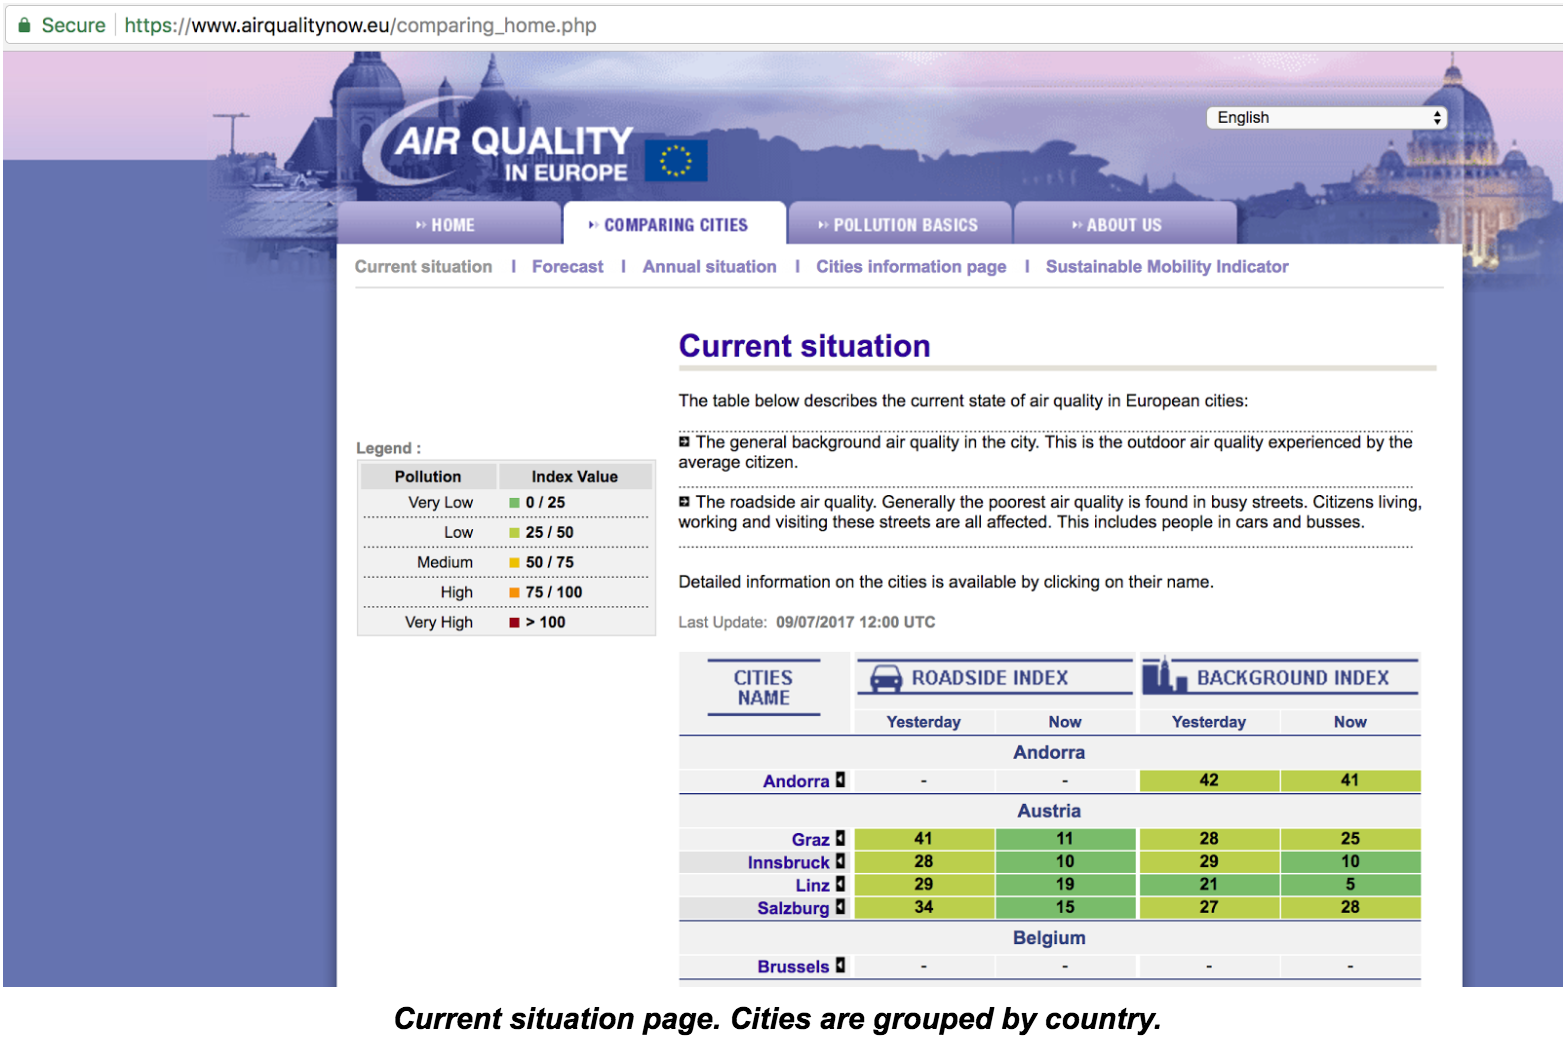 Secure https://www.airqualitynow.eu/comparing_home.php
English
AIR QUALITY
IN EUROPE
HOME COMPARING CITIES POLLUTION BASICS ABOUT US
Current situation | Forecast | Annual situation | Cities information page | Sustainable Mobility Indicator
Current situation
The table below describes the current state of air quality in European cities:
The general background air quality in the city. This is the outdoor air quality experienced by the
average citizen.
The roadside air quality. Generally the poorest air quality is found in busy streets. Citizens living,
working and visiting these streets are all affected. This includes people in cars and busses.
Detailed information on the cities is available by clicking on their name.
Last Update: 09/07/2017 12:00 UTC
Legend :
Pollution Index Value
Very Low 0 / 25
Low 25 / 50
Medium 50 / 75
High 75 / 100
Very High > 100
CITIES
NAME
ROADSIDE INDEX BACKGROUND INDEX
Yesterday Now Yesterday Now
Andorra
Andorra - - 42 41
Austria
Graz 41 11 28 25
Innsbruck 28 10 29 10
Linz 29 19 21 5
Salzburg 34 15 27 28
Belgium
Brussels - - - -
Current situation page. Cities are grouped by country.